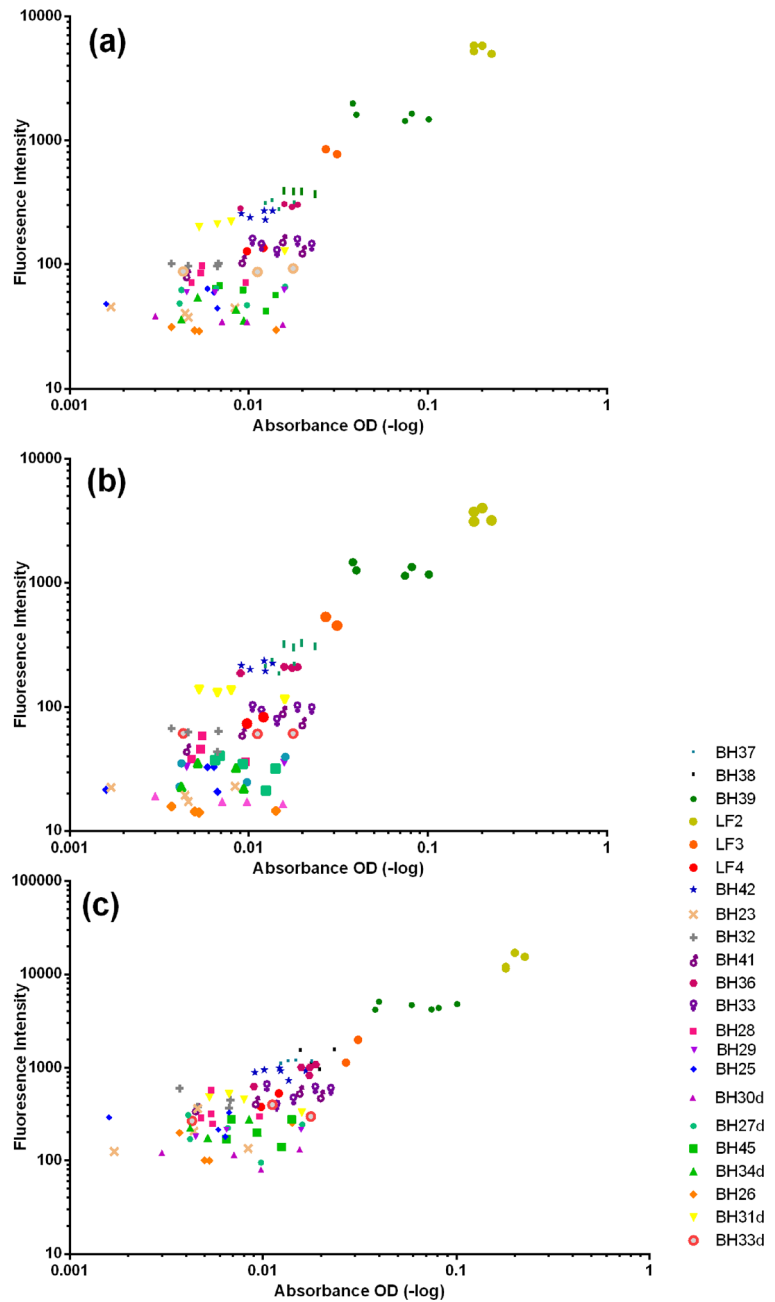 (a)
Fluoresence Intensity
10000
1000
100
10
0.001
0.01
0.1
1
Absorbance OD (-log)
(b)
Fluoresence Intensity
10000
1000
100
10
0.001
0.01
0.1
1
Absorbance OD (-log)
(c)
Fluoresence Intensity
100000
10000
1000
100
10
0.001
0.01
0.1
1
Absorbance OD (-log)
BH37
BH38
BH39
LF2
LF3
LF4
BH42
BH23
BH32
BH41
BH36
BH33
BH28
BH29
BH25
BH30d
BH27d
BH45
BH34d
BH26
BH31d
BH33d